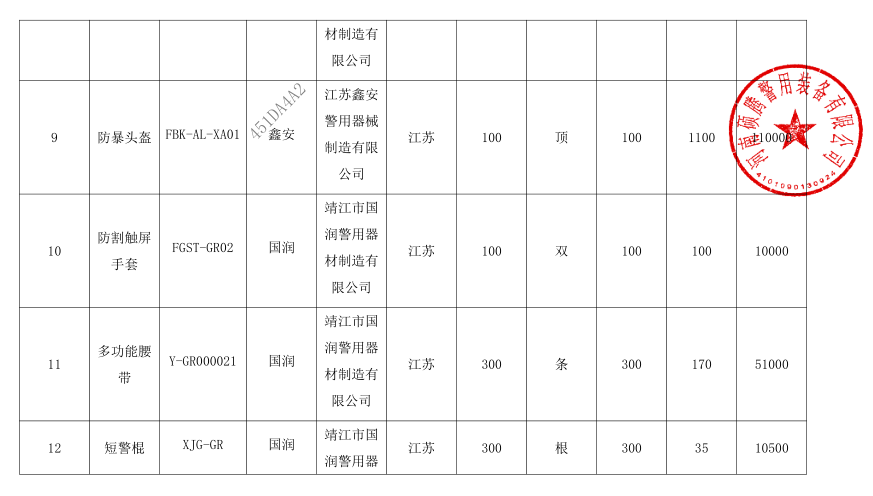 材制造有
限公司
9 防暴头盔 FBK-AL-XA01 鑫安 江苏鑫安
警用器械
制造有限
公司 江苏 100 顶 100 1100 110000
451DA4A2
河南硕腾警用装备有限公司
4101090130924
10 防割触屏
手套 FGST-GR02 国润 靖江市国
润警用器
材制造有
限公司 江苏 100 双 100 100 10000
11 多功能腰
带 Y-GR000021 国润 靖江市国
润警用器
材制造有
限公司 江苏 300 条 300 170 51000
12 短警棍 XJG-GR 国润 靖江市国
润警用器 江苏 300 根 300 35 10500